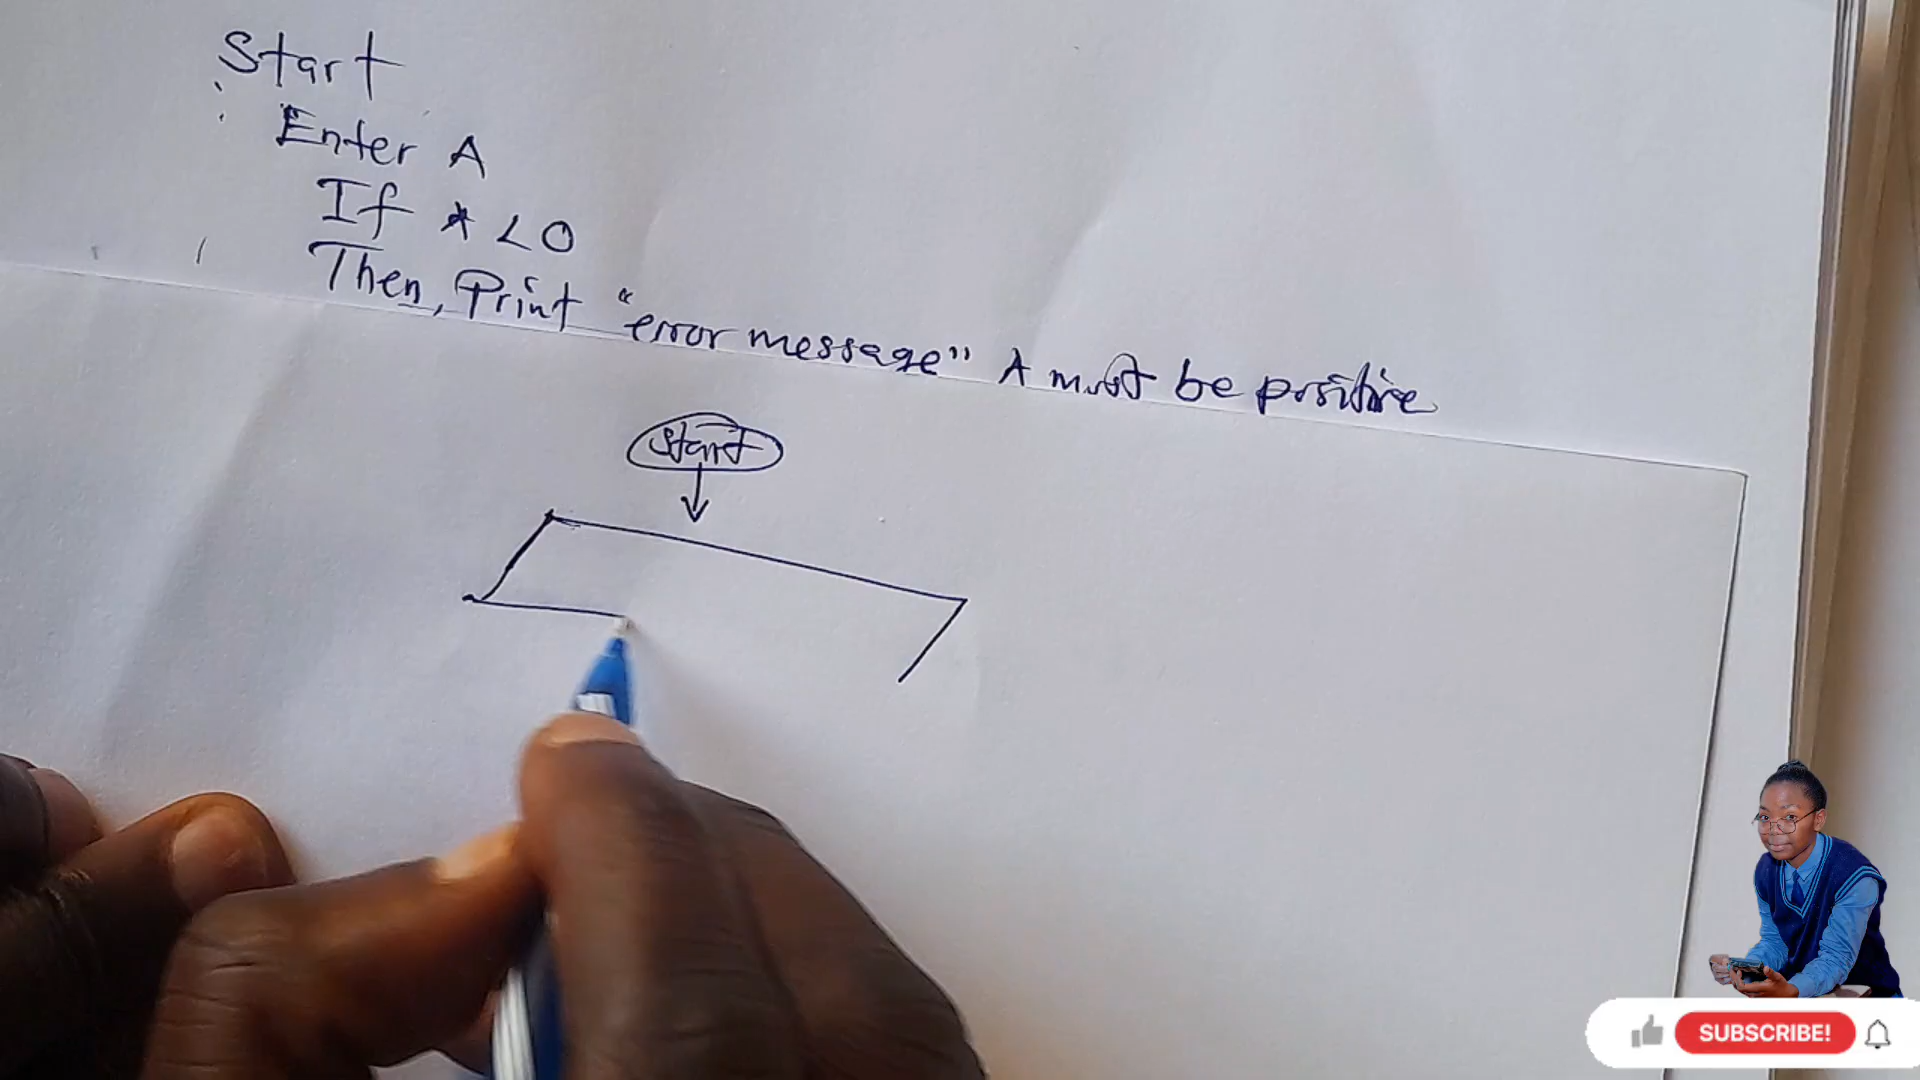 Start
Enter A
If A < 0
Then, Print "error message" A must be positive
Start
SUBSCRIBE!